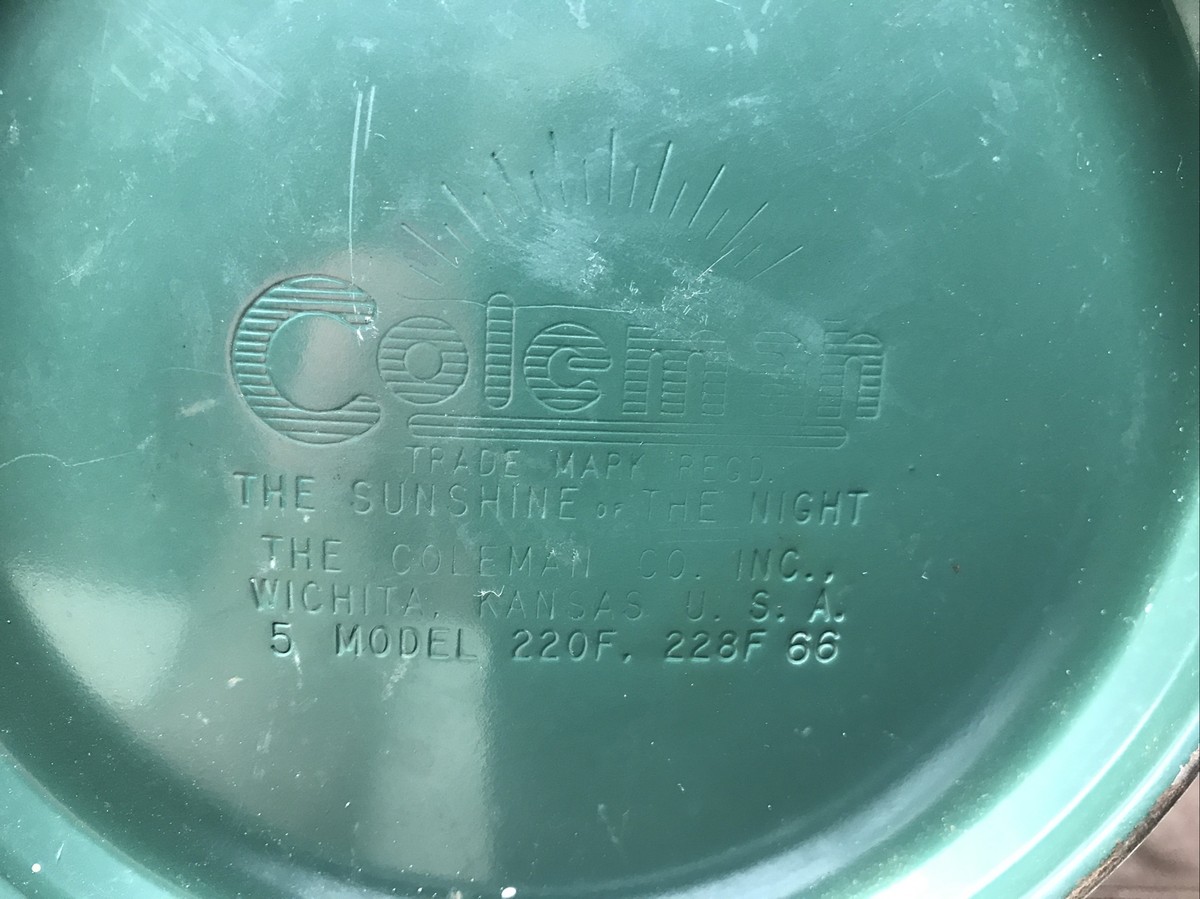 Coleman
TRADE MARK REGD.
THE SUNSHINE OF THE NIGHT
THE COLEMAN CO. INC.,
WICHITA, KANSAS U. S. A.
5 MODEL 220F, 228F 66